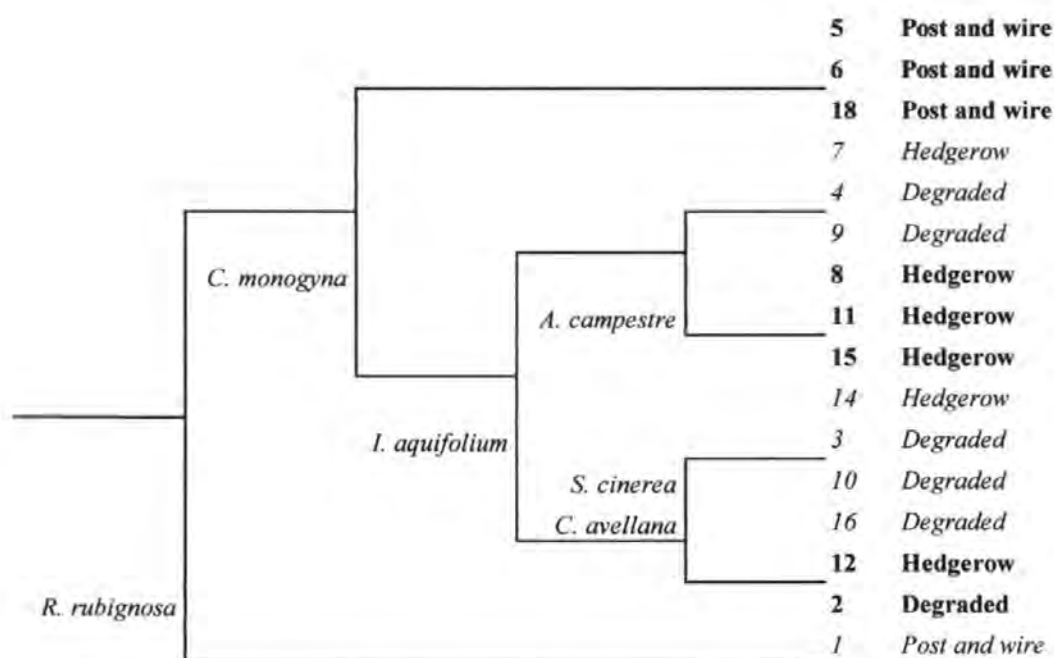 5 Post and wire
6 Post and wire
18 Post and wire
7 Hedgerow
4 Degraded
9 Degraded
C. monogyna
8 Hedgerow
A. campestre
11 Hedgerow
15 Hedgerow
14 Hedgerow
I. aquifolium
3 Degraded
S. cinerea
10 Degraded
C. avellana
16 Degraded
12 Hedgerow
R. rubignosa
2 Degraded
1 Post and wire